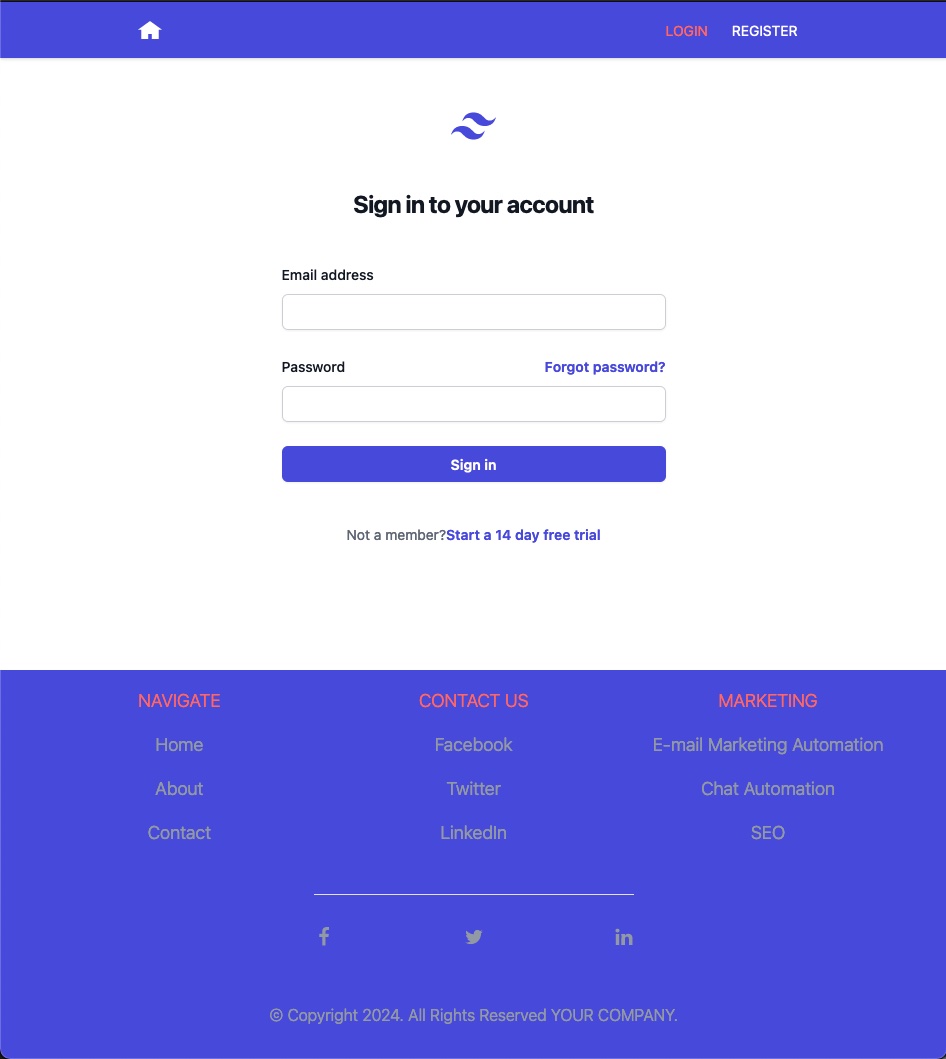 LOGIN REGISTER
Sign in to your account
Email address
Password Forgot password?
Sign in
Not a member?Start a 14 day free trial
NAVIGATE CONTACT US MARKETING
Home Facebook E-mail Marketing Automation
About Twitter Chat Automation
Contact LinkedIn SEO
© Copyright 2024. All Rights Reserved YOUR COMPANY.